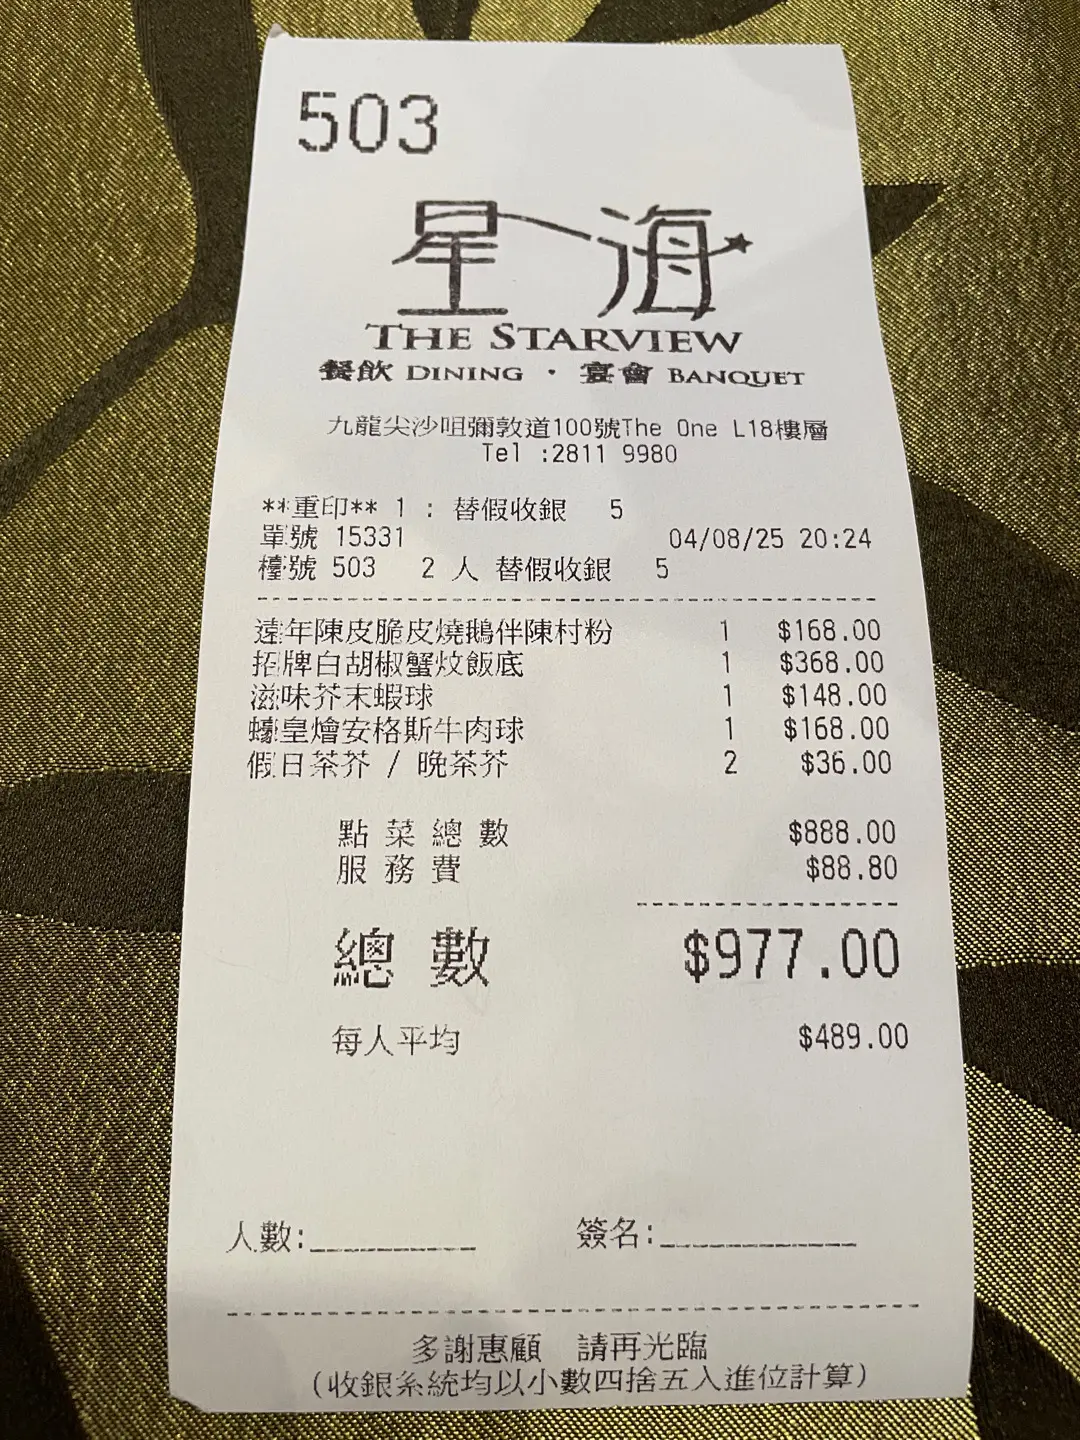 503
星海
THE STARVIEW
餐飲 DINING · 宴會 BANQUET
九龍尖沙咀彌敦道100號The One L18樓層
Tel :2811 9980
**重印** 1 : 替假收銀 5
單號 15331 04/08/25 20:24
檯號 503 2 人 替假收銀 5
遠年陳皮脆皮燒鵝伴陳村粉 1 $168.00
招牌白胡椒蟹炆飯底 1 $368.00
滋味芥末蝦球 1 $148.00
蠔皇燴安格斯牛肉球 1 $168.00
假日茶芥 / 晚茶芥 2 $36.00
點菜總數 $888.00
服務費 $88.80
總數 $977.00
每人平均 $489.00
人數:__________ 簽名:____________
多謝惠顧 請再光臨
(收銀系統均以小數四捨五入進位計算)